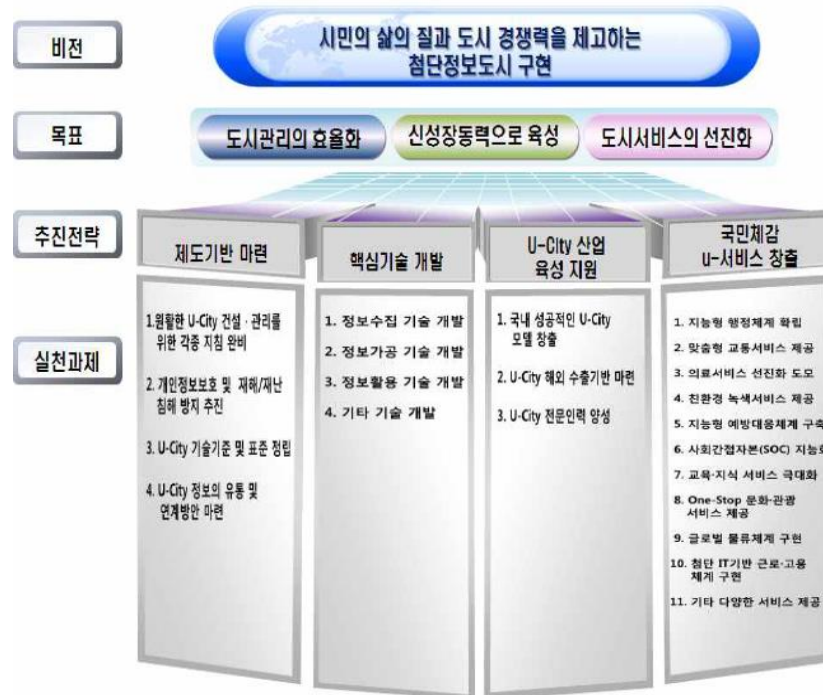 비전
시민의 삶의 질과 도시 경쟁력을 제고하는
첨단정보도시 구현
목표
도시관리의 효율화
신성장동력으로 육성
도시서비스의 선진화
추진전략
제도기반 마련
핵심기술 개발
U-City 산업
육성 지원
국민체감
u-서비스 창출
실천과제
1.원활한 U-City 건설 · 관리를
위한 각종 지침 완비
2. 개인정보보호 및 재해/재난
침해 방지 추진
3. U-City 기술기준 및 표준 정립
4. U-City 정보의 유통 및
연계방안 마련
1. 정보수집 기술 개발
2. 정보가공 기술 개발
3. 정보활용 기술 개발
4. 기타 기술 개발
1. 국내 성공적인 U-City
모델 창출
2. U-City 해외 수출기반 마련
3. U-City 전문인력 양성
1. 지능형 행정체계 확립
2. 맞춤형 교통서비스 제공
3. 의료서비스 선진화 도모
4. 친환경 녹색서비스 제공
5. 지능형 예방대응체계 구축
6. 사회간접자본(SOC) 지능화
7. 교육·지식 서비스 극대화
8. One-Stop 문화·관광
서비스 제공
9. 글로벌 물류체계 구현
10. 첨단 IT기반 근로·고용
체계 구현
11. 기타 다양한 서비스 제공